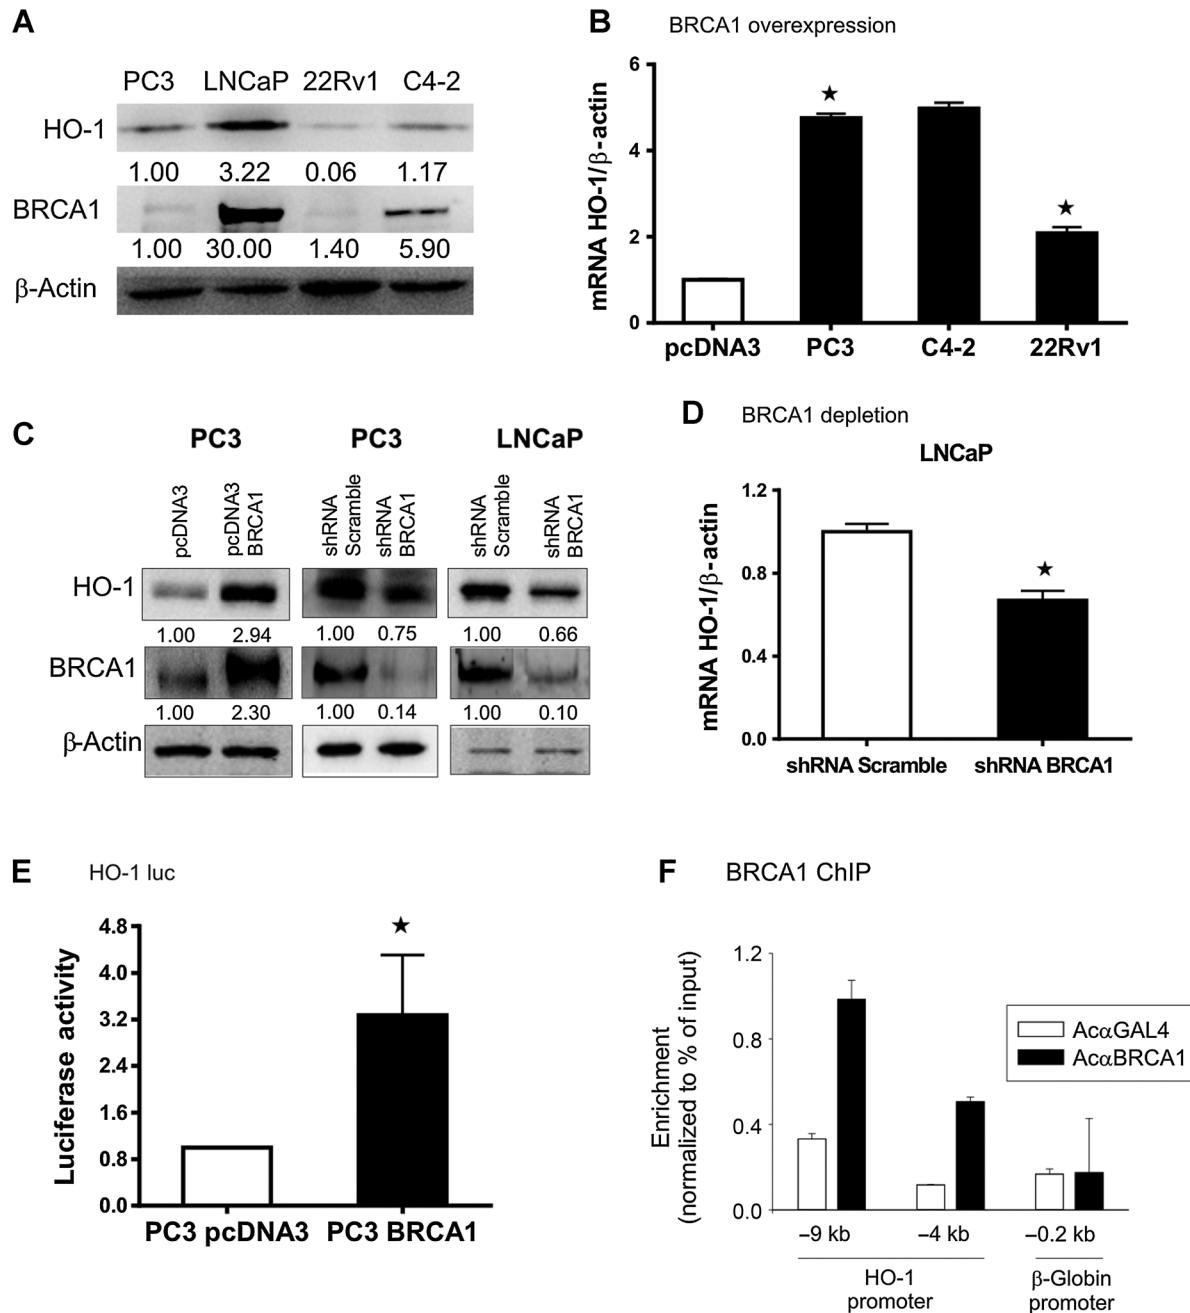 A
PC3 LNCaP 22Rv1 C4-2
HO-1
1.00 3.22 0.06 1.17
BRCA1
1.00 30.00 1.40 5.90
β-Actin
B BRCA1 overexpression
mRNA HO-1/β-actin
6
4
2
0
pcDNA3 PC3 C4-2 22Rv1
C
PC3 PC3 LNCaP
pcDNA3
pcDNA3
BRCA1
shRNA
Scramble
shRNA
BRCA1
shRNA
Scramble
shRNA
BRCA1
HO-1
1.00 2.94 1.00 0.75 1.00 0.66
BRCA1
1.00 2.30 1.00 0.14 1.00 0.10
β-Actin
D BRCA1 depletion
LNCaP
mRNA HO-1/β-actin
1.2
0.8
0.4
0.0
shRNA Scramble shRNA BRCA1
E HO-1 luc
Luciferase activity
4.8
4.0
3.2
2.4
1.6
0.8
0.0
PC3 pcDNA3 PC3 BRCA1
F BRCA1 ChIP
Enrichment
(normalized to % of input)
1.2
0.8
0.4
0.0
AcαGAL4
AcαBRCA1
−9 kb −4 kb −0.2 kb
HO-1
promoter
β-Globin
promoter